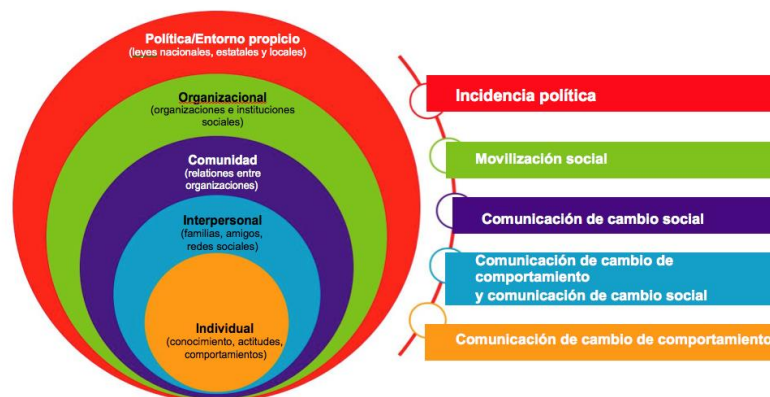 Política/Entorno propicio
(leyes nacionales, estatales y locales)
Organizacional
(organizaciones e instituciones
sociales)
Comunidad
(relationes entre
organizaciones)
Interpersonal
(familias, amigos,
redes sociales)
Individual
(conocimiento, actitudes,
comportamientos)
Incidencia política
Movilización social
Comunicación de cambio social
Comunicación de cambio de
comportamiento
y comunicación de cambio social
Comunicación de cambio de comportamiento